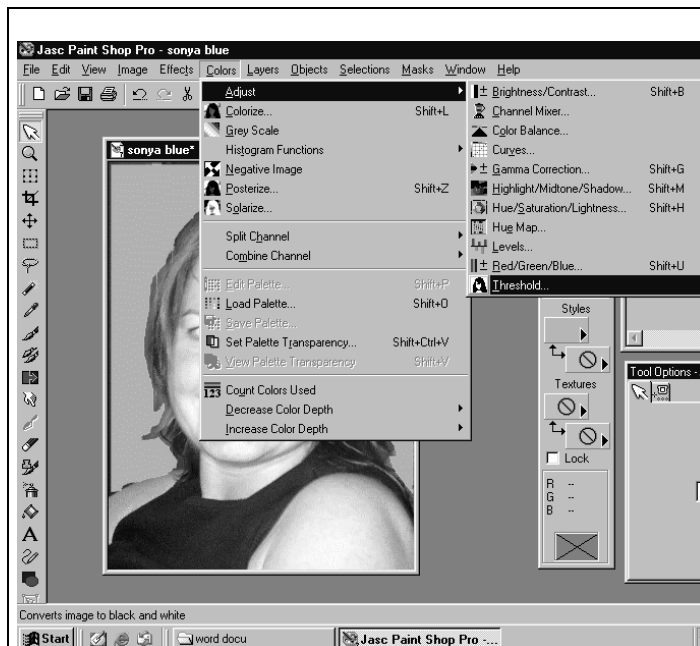 Jasc Paint Shop Pro - sonya blue
File Edit View Image Effects Colors Layers Objects Selections Masks Window Help
Adjust
Colorize... Shift+L
Grey Scale
Histogram Functions
Negative Image
Posterize... Shift+Z
Solarize...
Split Channel
Combine Channel
Edit Palette... Shift+P
Load Palette... Shift+O
Save Palette...
Set Palette Transparency... Shift+Ctrl+V
View Palette Transparency Shift+V
123 Count Colors Used
Decrease Color Depth
Increase Color Depth
Brightness/Contrast... Shift+B
Channel Mixer...
Color Balance...
Curves...
Gamma Correction... Shift+G
Highlight/Midtone/Shadow... Shift+M
Hue/Saturation/Lightness... Shift+H
Hue Map...
Levels...
Red/Green/Blue... Shift+U
Threshold...
sonya blue*
A
Styles
Textures
Lock
R --
G --
B --
Tool Options -
Converts image to black and white
Start word docu Jasc Paint Shop Pro -...